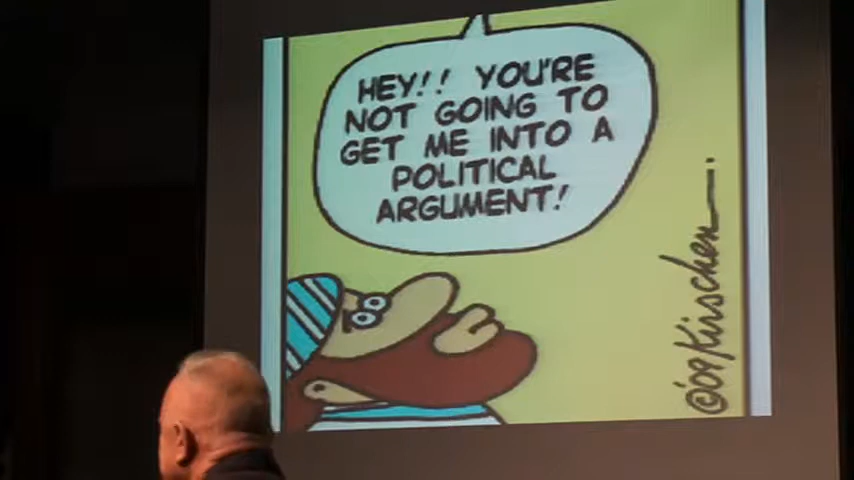 HEY!! YOU'RE
NOT GOING TO
GET ME INTO A
POLITICAL
ARGUMENT!
©'09 Kirschen